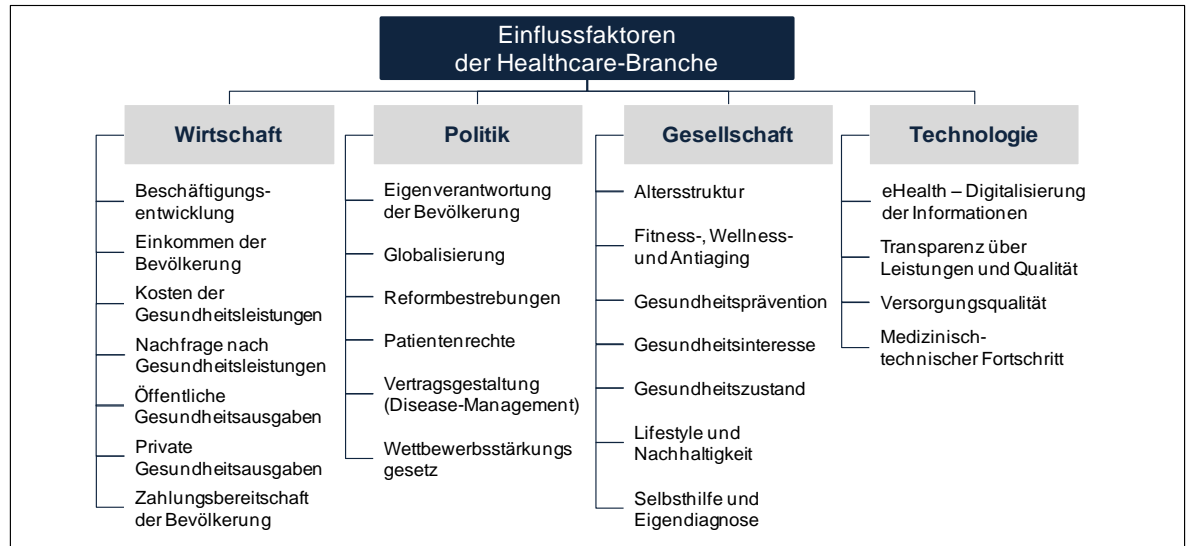 Einflussfaktoren
der Healthcare-Branche
Wirtschaft
Beschäftigungs-
entwicklung
Einkommen der
Bevölkerung
Kosten der
Gesundheitsleistungen
Nachfrage nach
Gesundheitsleistungen
Öffentliche
Gesundheitsausgaben
Private
Gesundheitsausgaben
Zahlungsbereitschaft
der Bevölkerung
Politik
Eigenverantwortung
der Bevölkerung
Globalisierung
Reformbestrebungen
Patientenrechte
Vertragsgestaltung
(Disease-Management)
Wettbewerbsstärkungs
gesetz
Gesellschaft
Altersstruktur
Fitness-, Wellness-
und Antiaging
Gesundheitsprävention
Gesundheitsinteresse
Gesundheitszustand
Lifestyle und
Nachhaltigkeit
Selbsthilfe und
Eigendiagnose
Technologie
eHealth – Digitalisierung
der Informationen
Transparenz über
Leistungen und Qualität
Versorgungsqualität
Medizinisch-
technischer Fortschritt